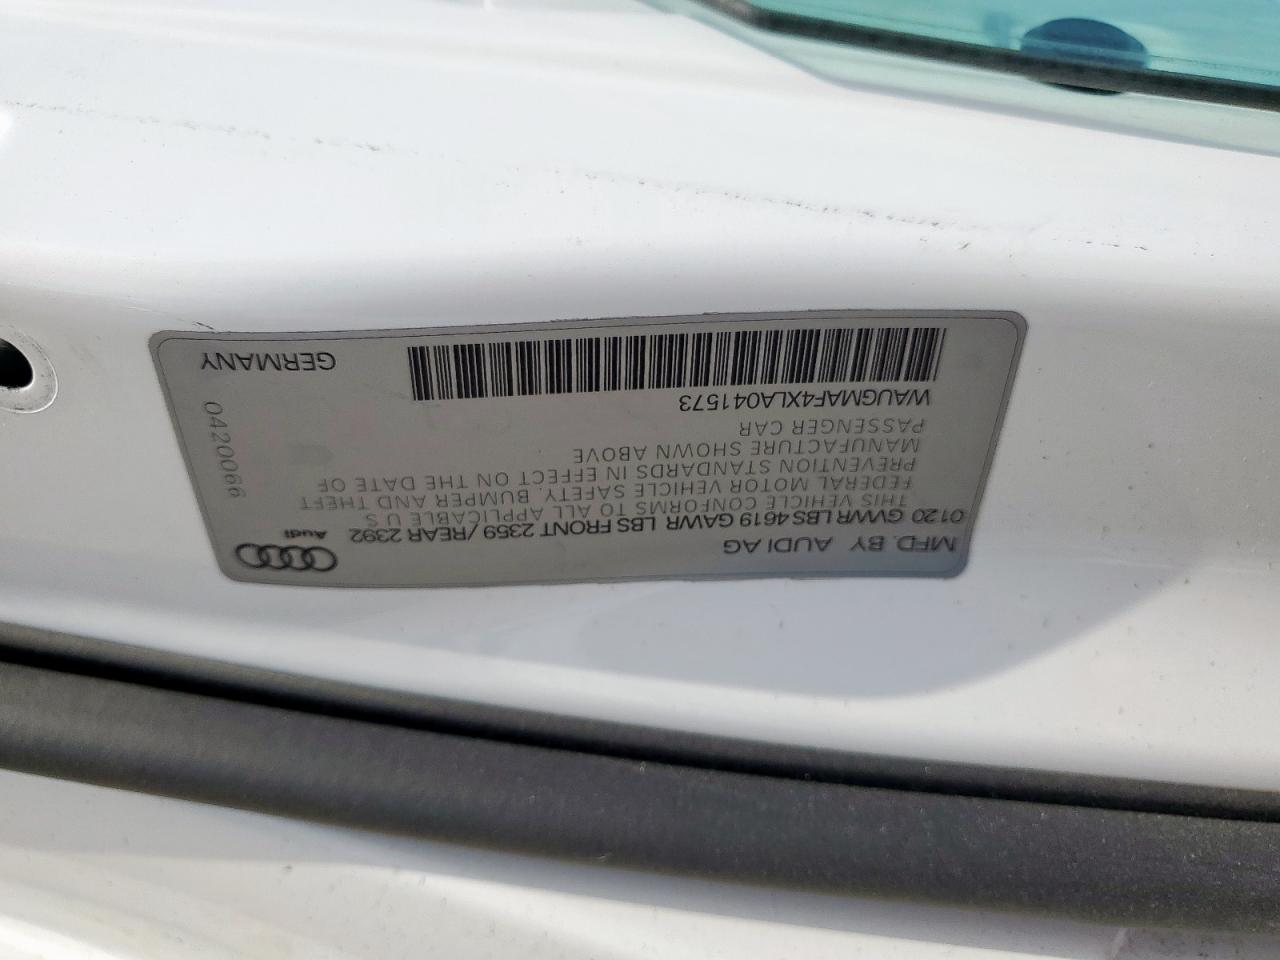 MFD. BY AUDI AG
Audi
0120 GVWR LBS 4619 GAWR LBS FRONT 2359 / REAR 2392
THIS VEHICLE CONFORMS TO ALL APPLICABLE U S
FEDERAL MOTOR VEHICLE SAFETY. BUMPER AND THEFT
PREVENTION STANDARDS IN EFFECT ON THE DATE OF
MANUFACTURE SHOWN ABOVE
PASSENGER CAR
WAUGMAF4XLA041573
0420066
GERMANY